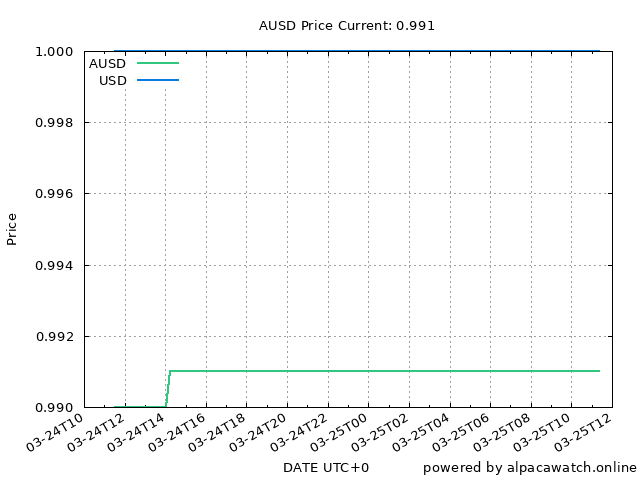 AUSD Price Current: 0.991
1.000
AUSD
USD
0.998
0.996
Price
0.994
0.992
0.990
03-24T10 03-24T12 03-24T14 03-24T16 03-24T18 03-24T20 03-24T22 03-25T00 03-25T02 03-25T04 03-25T06 03-25T08 03-25T10 03-25T12
DATE UTC+0 powered by alpacawatch.online